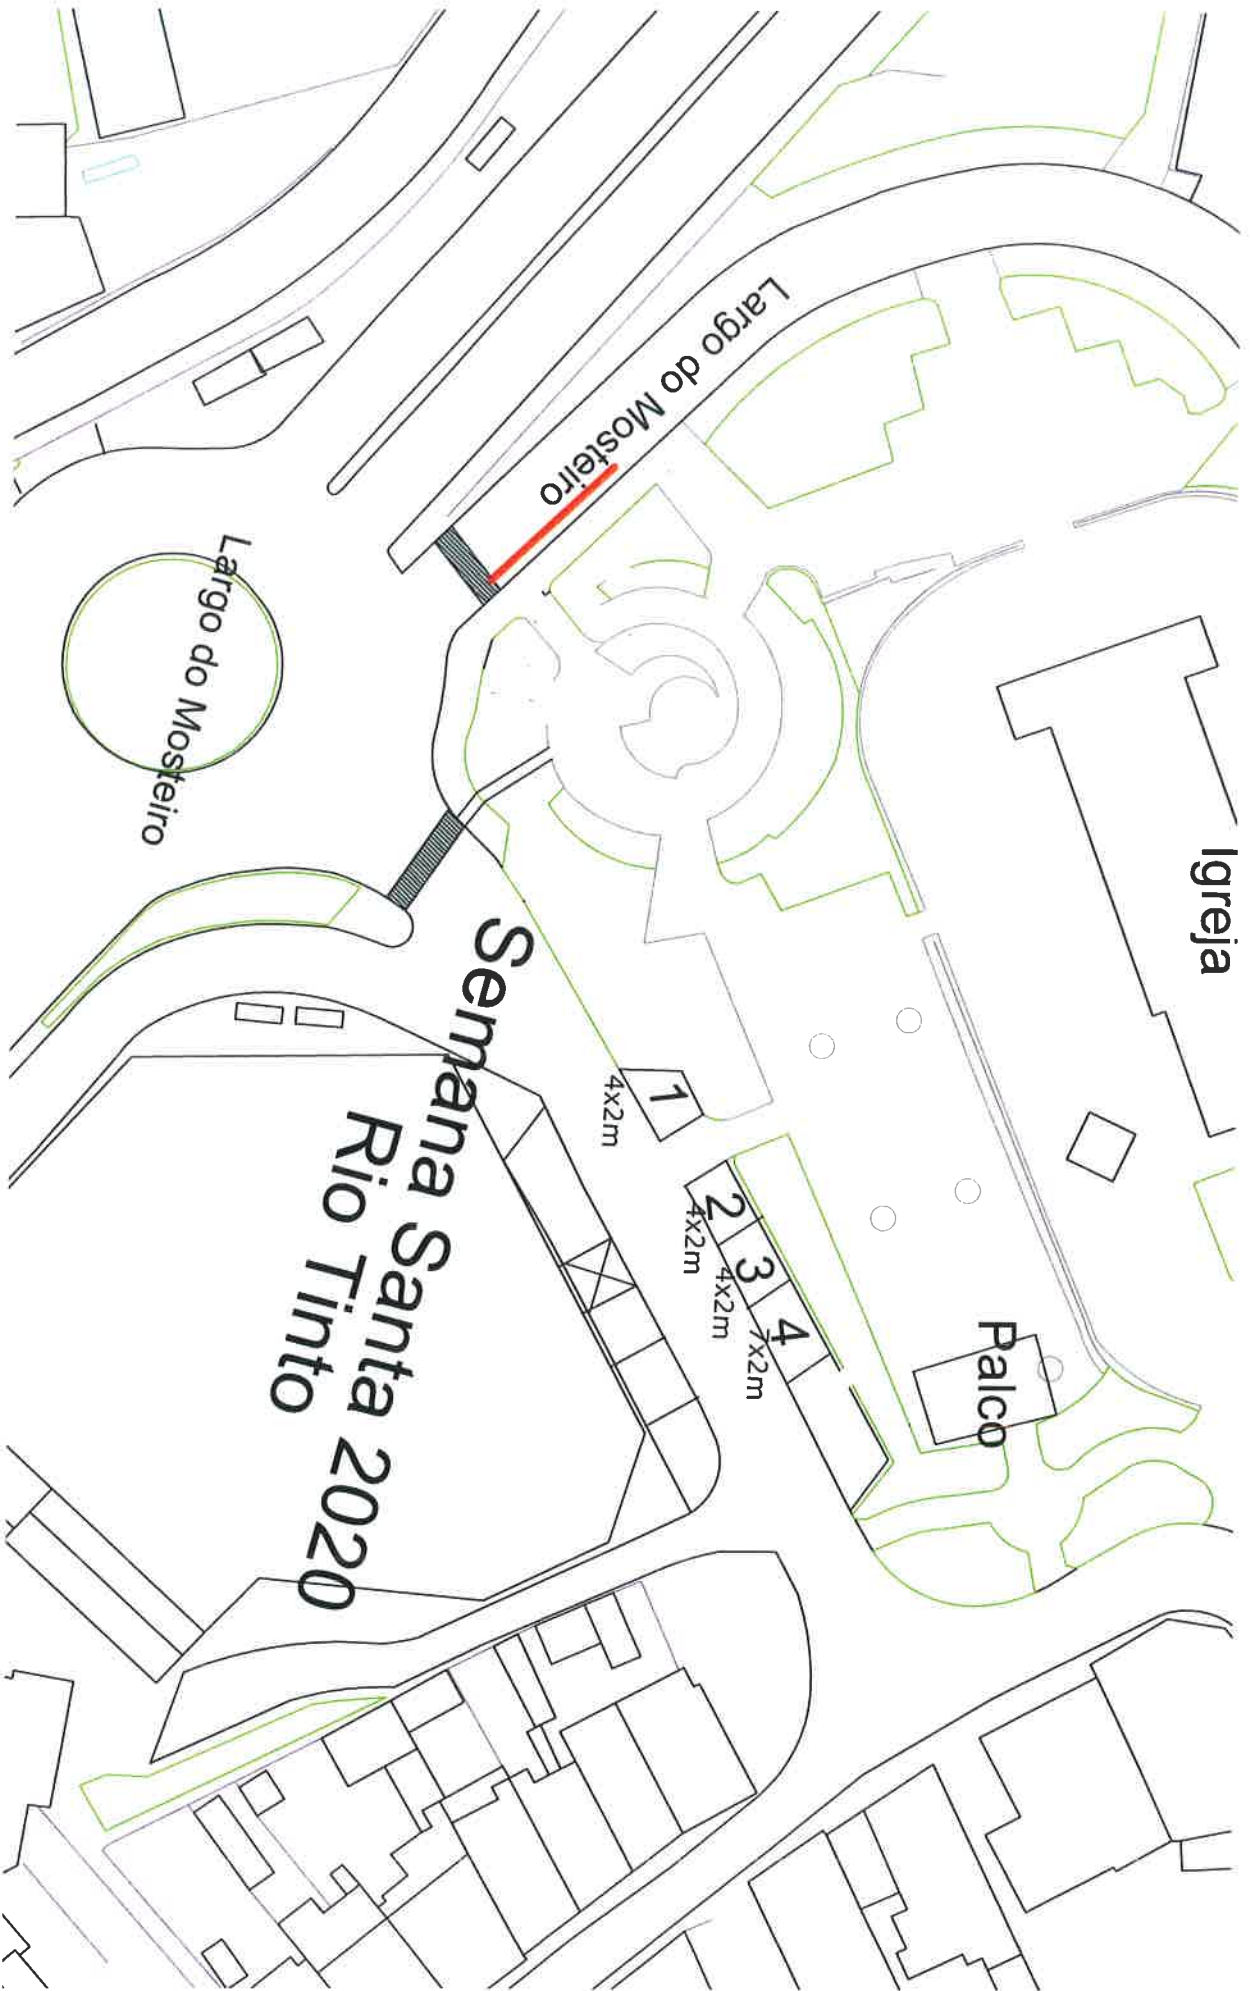 Largo do Mosteiro
Largo do Mosteiro
Igreja
Semana Santa 2020
Rio Tinto
1
4x2m
2
4x2m
3
4x2m
4
7x2m
Palco